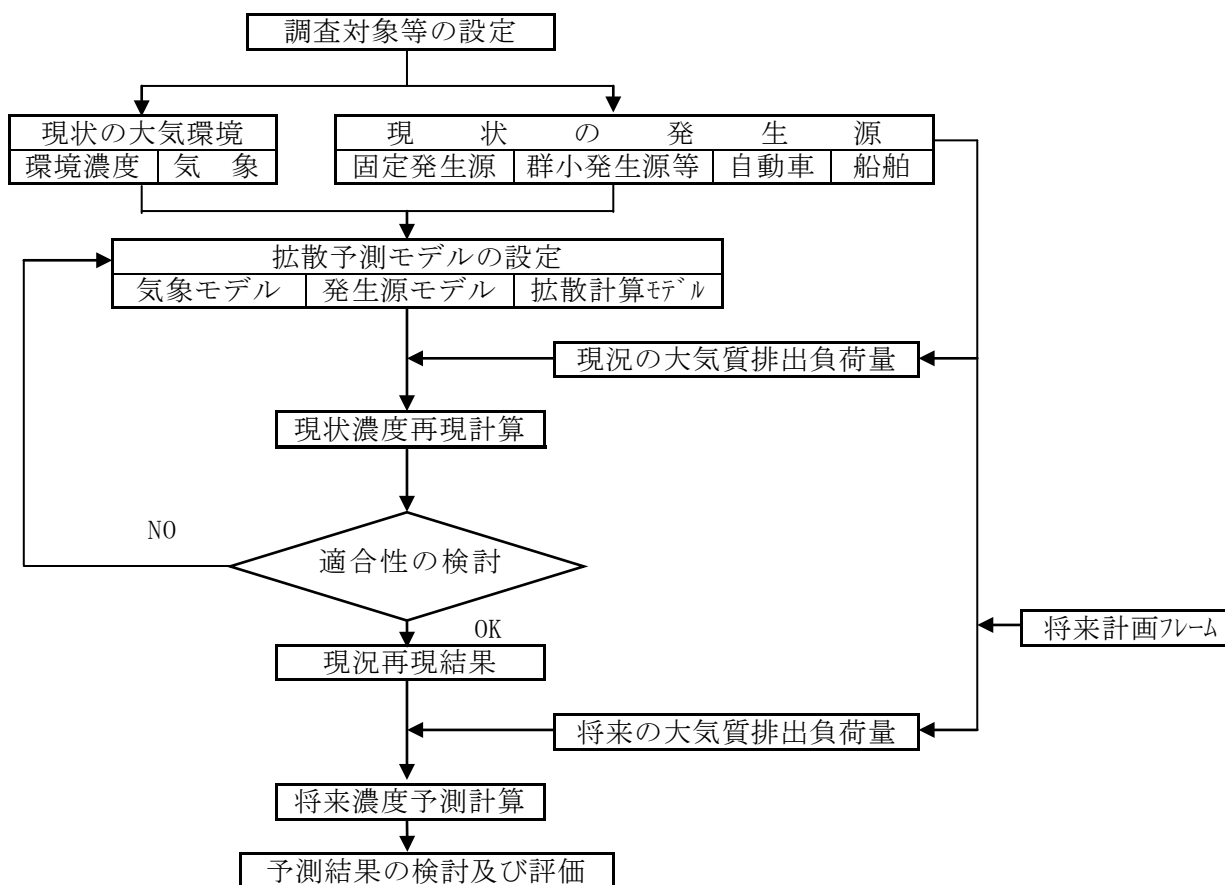 調査対象等の設定
現状の大気環境
環境濃度 気象
現状の発生源
固定発生源 群小発生源等 自動車 船舶
拡散予測モデルの設定
気象モデル 発生源モデル 拡散計算ﾓﾃﾞﾙ
現況の大気質排出負荷量
現状濃度再現計算
適合性の検討
NO
OK
将来計画ﾌﾚｰﾑ
現況再現結果
将来の大気質排出負荷量
将来濃度予測計算
予測結果の検討及び評価